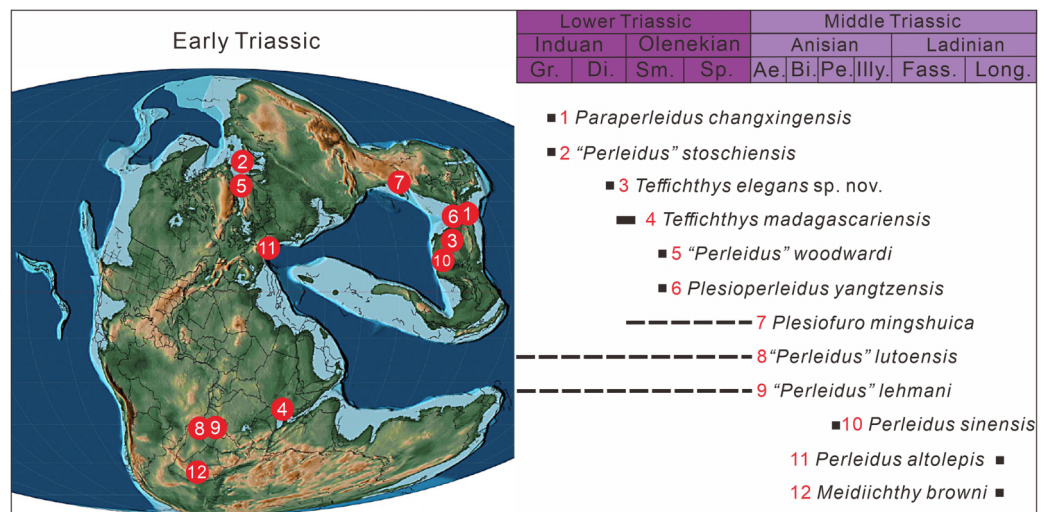 Early Triassic
Lower Triassic Middle Triassic
Induan Olenekian Anisian Ladinian
Gr. Di. Sm. Sp. Ae. Bi. Pe. Illy. Fass. Long.
1 Paraperleidus changxingensis
2 "Perleidus" stoschiensis
3 Teffichthys elegans sp. nov.
4 Teffichthys madagascariensis
5 "Perleidus" woodwardi
6 Plesioperleidus yangtzensis
7 Plesiofuro mingshuica
8 "Perleidus" lutoensis
9 "Perleidus" lehmani
10 Perleidus sinensis
11 Perleidus altolepis
12 Meidiichthy browni
2
5
7
6 1
3
10
11
4
8 9
12